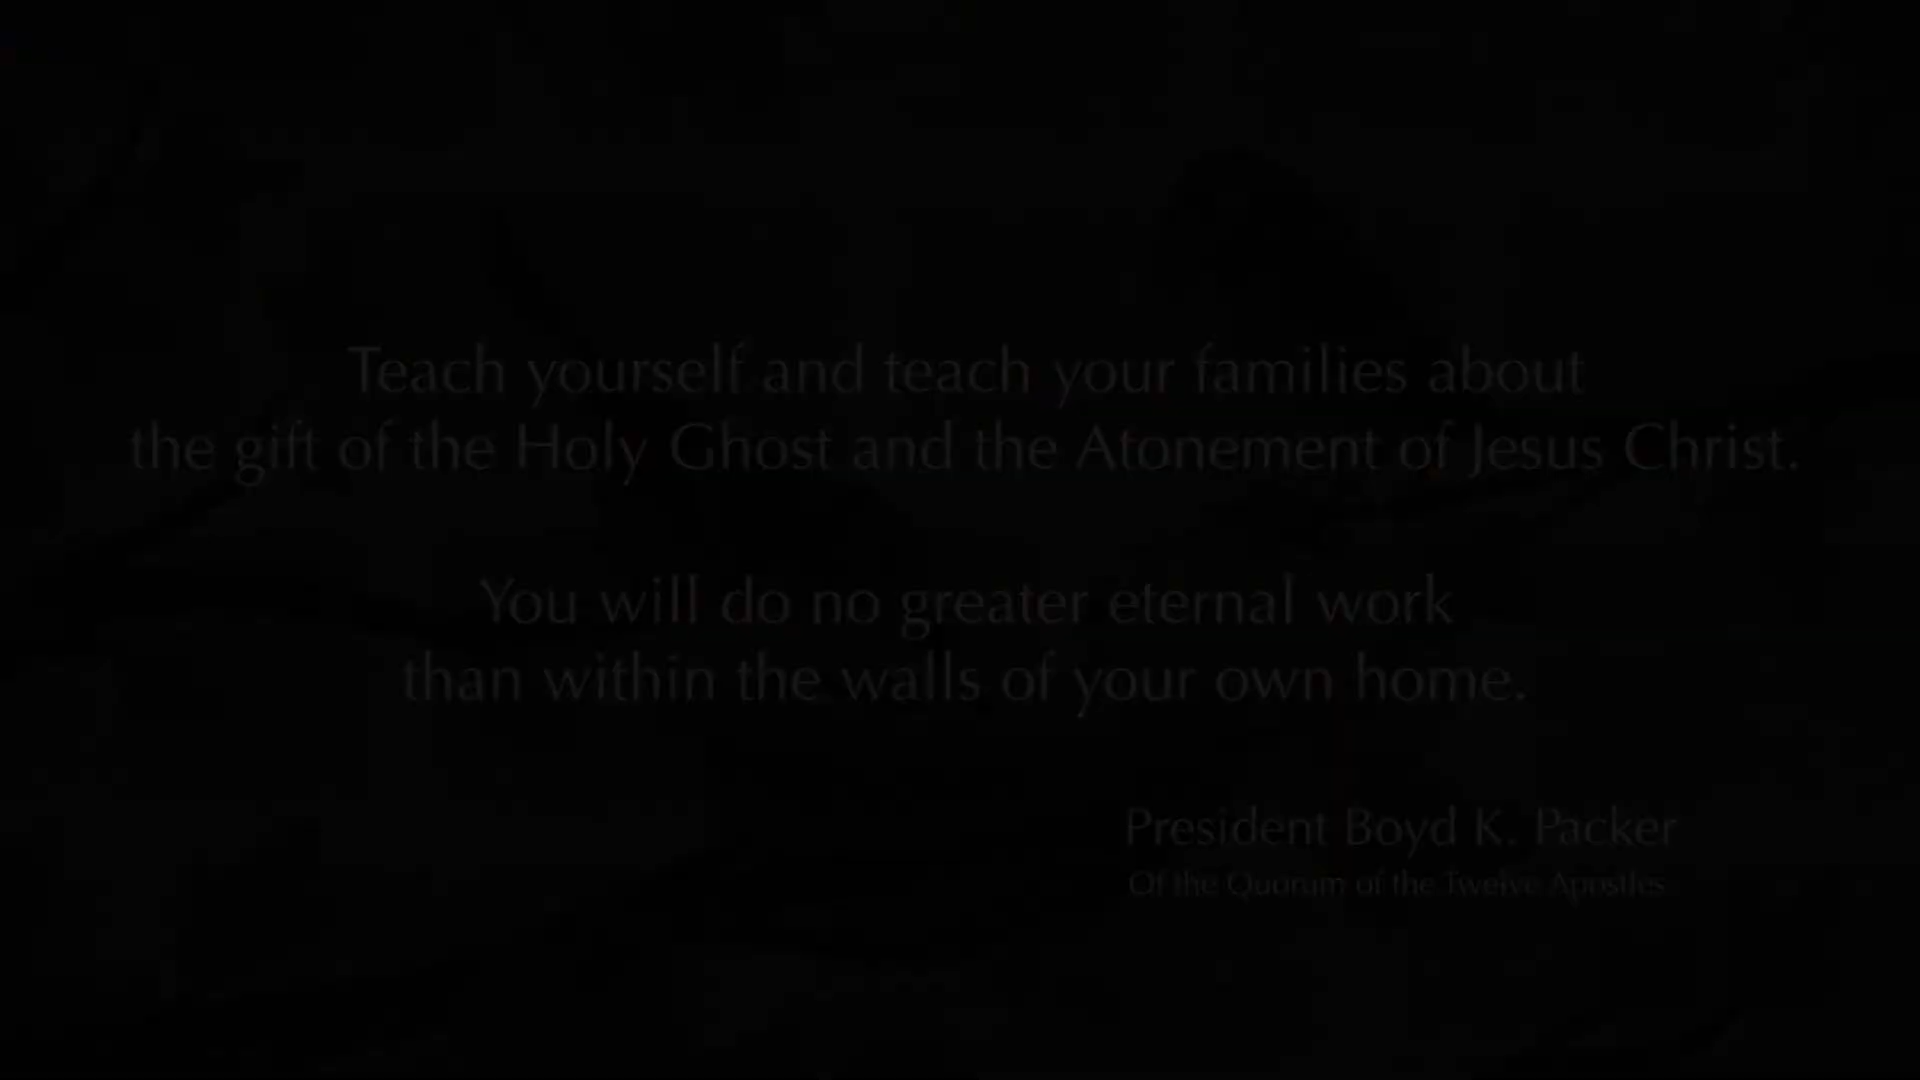 Teach yourself and teach your families about
the gift of the Holy Ghost and the Atonement of Jesus Christ.
You will do no greater eternal work
than within the walls of your own home.
President Boyd K. Packer
Of the Quorum of the Twelve Apostles